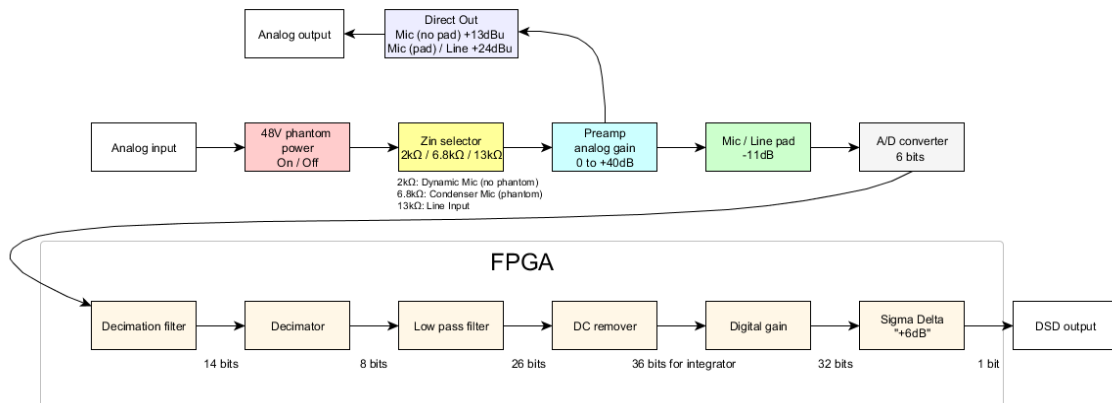 Direct Out
Mic (no pad) +13dBu
Mic (pad) / Line +24dBu
Analog output
Analog input
48V phantom
power
On / Off
Zin selector
2kΩ / 6.8kΩ / 13kΩ
Preamp
analog gain
0 to +40dB
Mic / Line pad
-11dB
A/D converter
6 bits
2kΩ: Dynamic Mic (no phantom)
6.8kΩ: Condenser Mic (phantom)
13kΩ: Line Input
FPGA
Decimation filter
Decimator
Low pass filter
DC remover
Digital gain
Sigma Delta
"+6dB"
DSD output
14 bits
8 bits
26 bits
36 bits for integrator
32 bits
1 bit